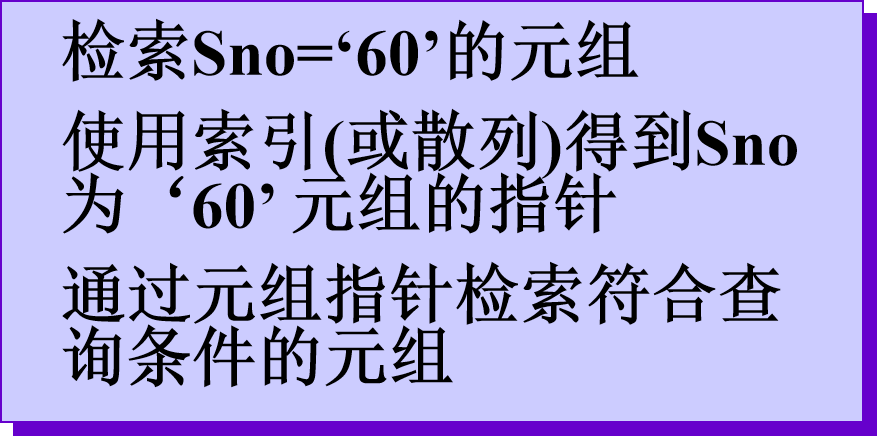 检索Sno=‘60’的元组
使用索引(或散列)得到Sno
为‘60’ 元组的指针
通过元组指针检索符合查
询条件的元组